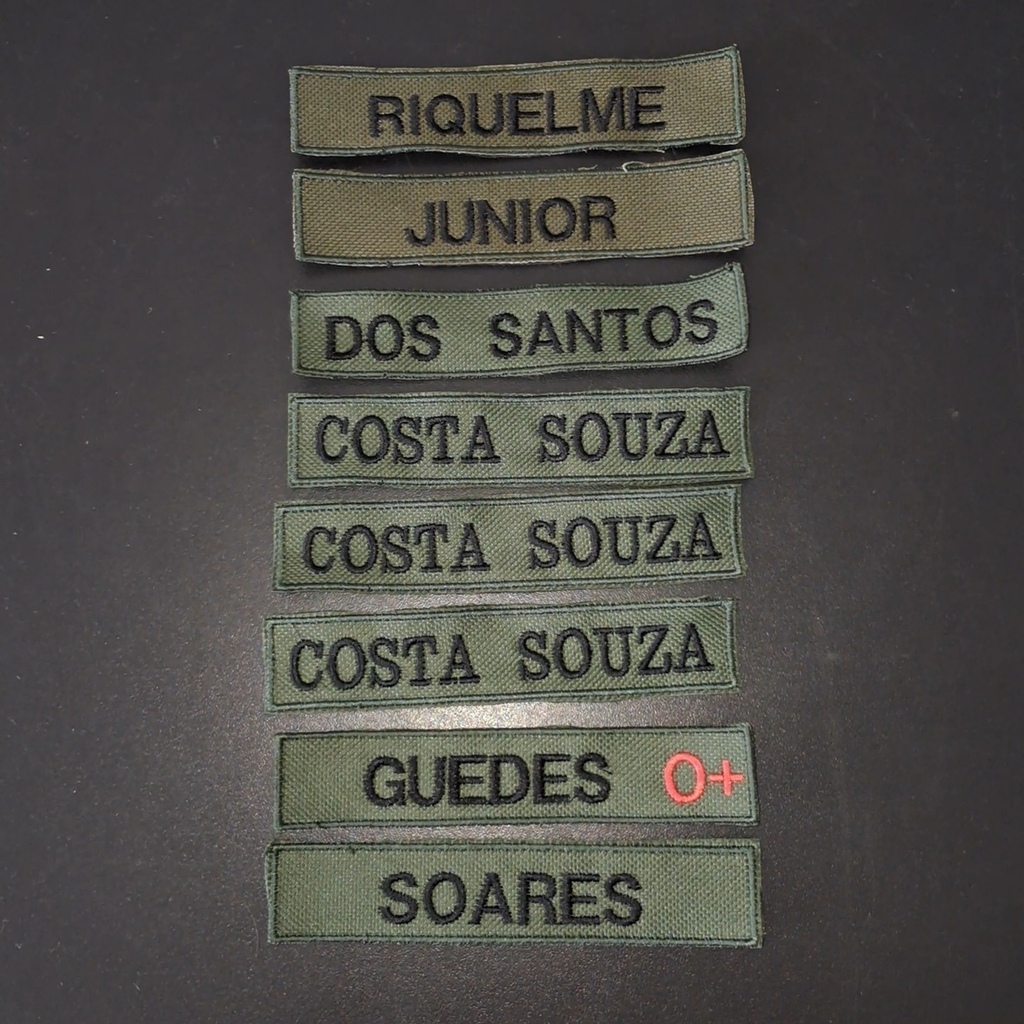 RIQUELME
JUNIOR
DOS SANTOS
COSTA SOUZA
COSTA SOUZA
COSTA SOUZA
GUEDES O+
SOARES